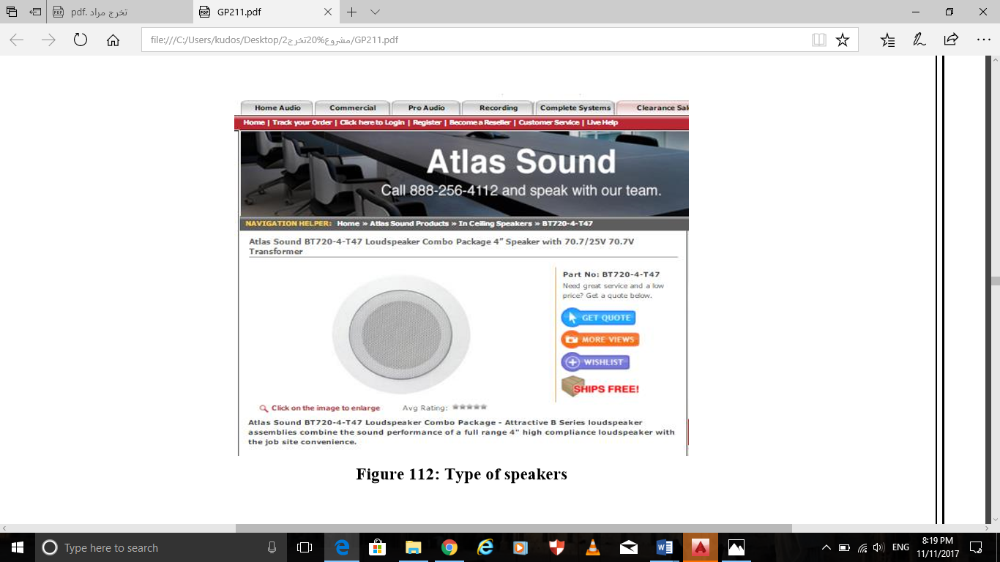 تخرج مراد .pdf
GP211.pdf
file:///C:/Users/kudos/Desktop/2مشروع%20تخرج/GP211.pdf
Home Audio
Commercial
Pro Audio
Recording
Complete Systems
Clearance Sal
Home | Track your Order | Click here to Login | Register | Become a Reseller | Customer Service | Live Help
Atlas Sound
Call 888-256-4112 and speak with our team.
NAVIGATION HELPER: Home » Atlas Sound Products » In Ceiling Speakers » BT720-4-T47
Atlas Sound BT720-4-T47 Loudspeaker Combo Package 4" Speaker with 70.7/25V 70.7V
Transformer
Part No: BT720-4-T47
Need great service and a low
price? Get a quote below.
GET QUOTE
MORE VIEWS
WISHLIST
SHIPS FREE!
Click on the image to enlarge
Avg Rating:
Atlas Sound BT720-4-T47 Loudspeaker Combo Package - Attractive B Series loudspeaker
assemblies combine the sound performance of a full range 4" high compliance loudspeaker with
the job site convenience.
Figure 112: Type of speakers
Type here to search
ENG
8:19 PM
11/11/2017